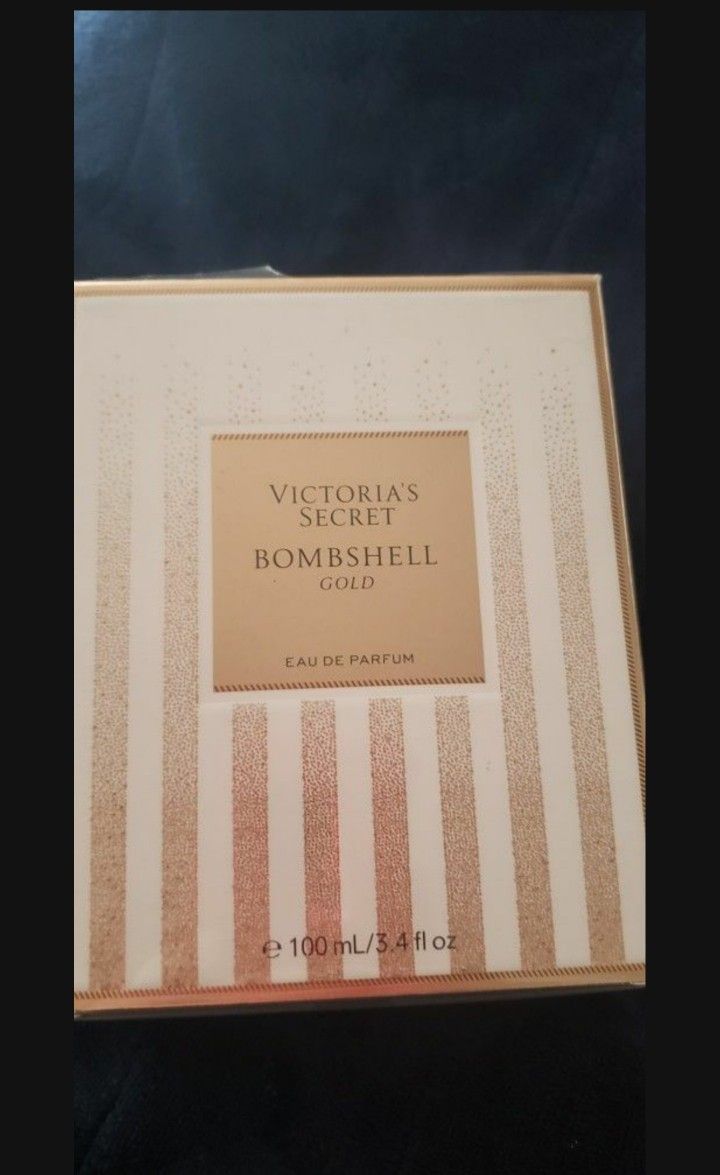 VICTORIA'S
SECRET
BOMBSHELL
GOLD
EAU DE PARFUM
℮ 100 mL/3.4 fl oz